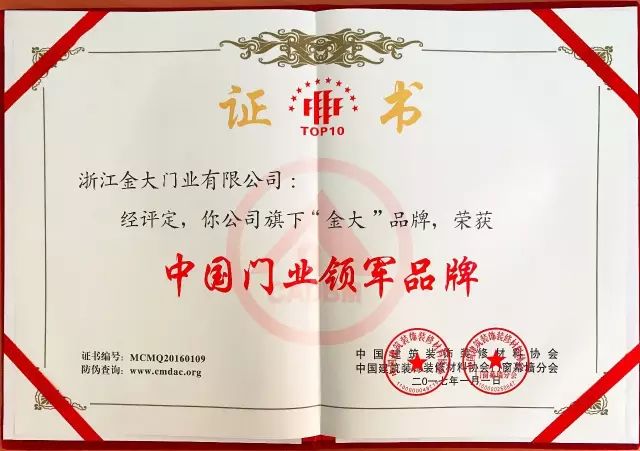 证 书
TOP10
浙江金大门业有限公司：
经评定，你公司旗下“金大”品牌，荣获
中国门业领军品牌
证书编号：MCMQ20160109
防伪查询：www.cmdac.org
中国建筑装饰装修材料协会
中国建筑装饰装修材料协会门窗幕墙分会
二〇一七年一月一日